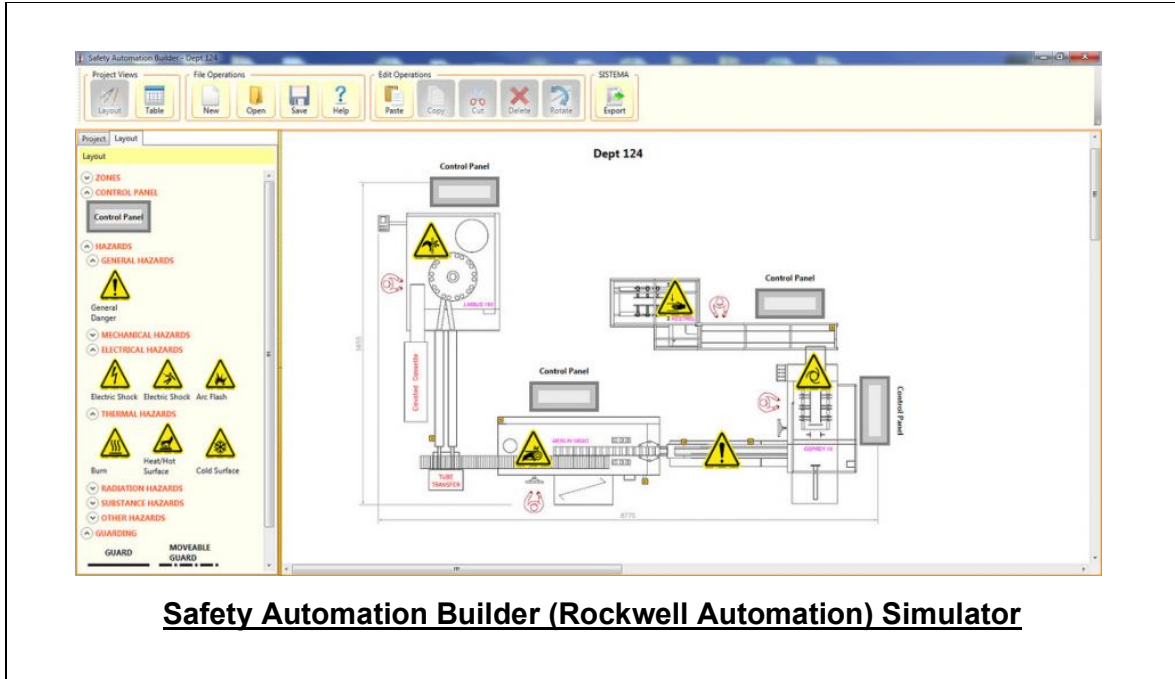 Safety Automation Builder - Dept 124
Project Views File Operations Edit Operations SISTEMA
Layout Table New Open Save Help Paste Copy Cut Delete Rotate Export
Project Layout
Layout
ZONES
CONTROL PANEL
Control Panel
HAZARDS
GENERAL HAZARDS
General
Danger
MECHANICAL HAZARDS
ELECTRICAL HAZARDS
Electric Shock Electric Shock Arc Flash
THERMAL HAZARDS
Burn Heat/Hot Surface Cold Surface
RADIATION HAZARDS
SUBSTANCE HAZARDS
OTHER HAZARDS
GUARDING
GUARD MOVEABLE GUARD
Dept 124
Control Panel
Control Panel
Control Panel
Control Panel
Elevated Cassette
TUBE
TRANSFER
8770
Safety Automation Builder (Rockwell Automation) Simulator